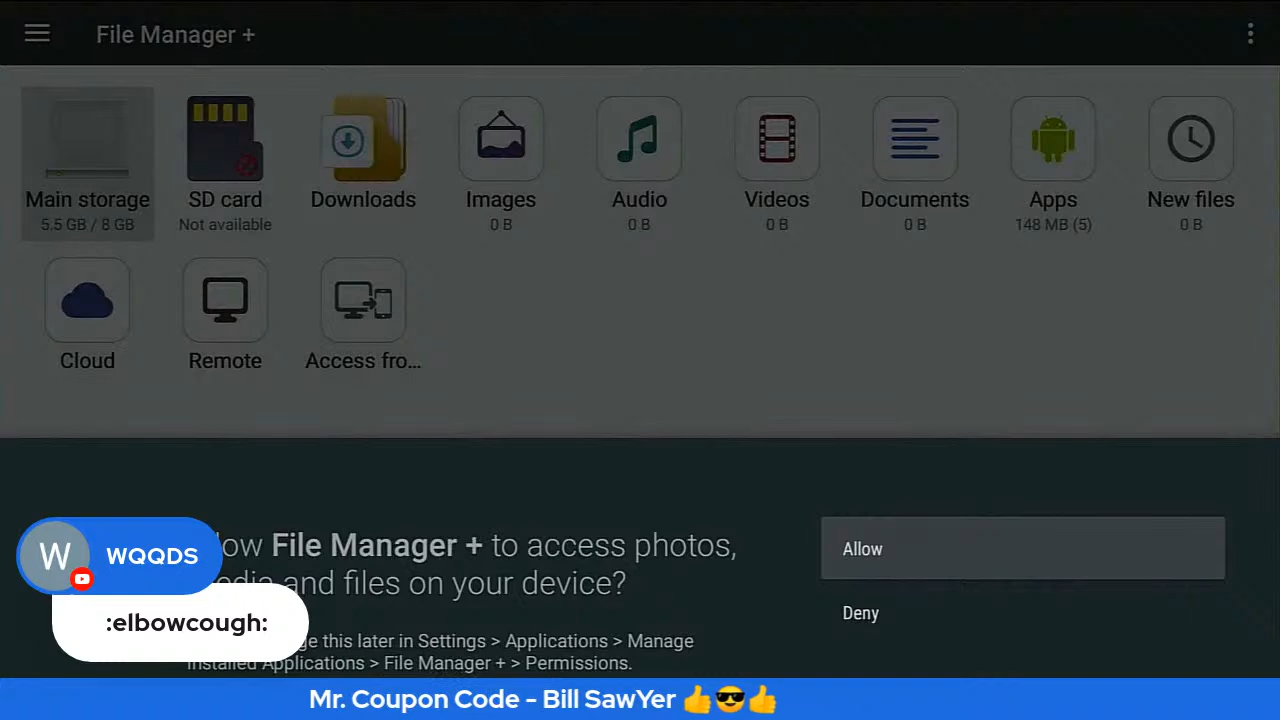 File Manager +
Main storage
5.5 GB / 8 GB
SD card
Not available
Downloads
Images
0 B
Audio
0 B
Videos
0 B
Documents
0 B
Apps
148 MB (5)
New files
0 B
Cloud
Remote
Access fro...
low File Manager + to access photos,
media and files on your device?
ge this later in Settings > Applications > Manage
Installed Applications > File Manager + > Permissions.
Allow
Deny
W
WQQDS
:elbowcough:
Mr. Coupon Code - Bill SawYer 👍😎👍